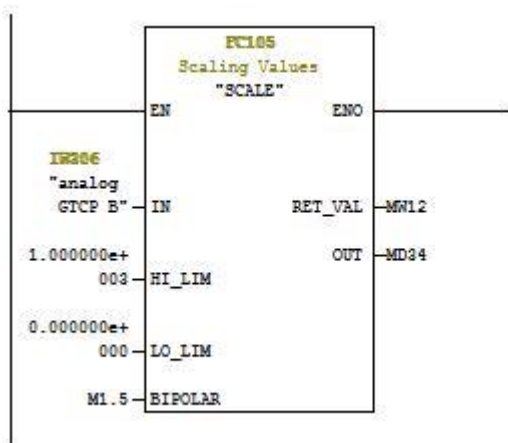 FC105
Scaling Values
"SCALE"
EN ENO
"analog
GTCP B" IN RET_VAL MW12
1.000000e+ OUT MD34
003 HI_LIM
0.000000e+
000 LO_LIM
M1.5 BIPOLAR